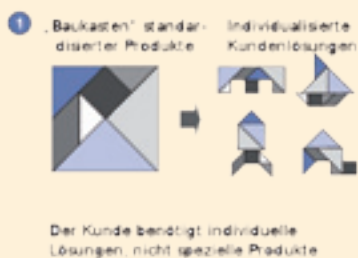 1 „Baukasten“ standar-
disierter Produkte
Individualisierte
Kundenlösungen
Der Kunde benötigt individuelle
Lösungen, nicht spezielle Produkte